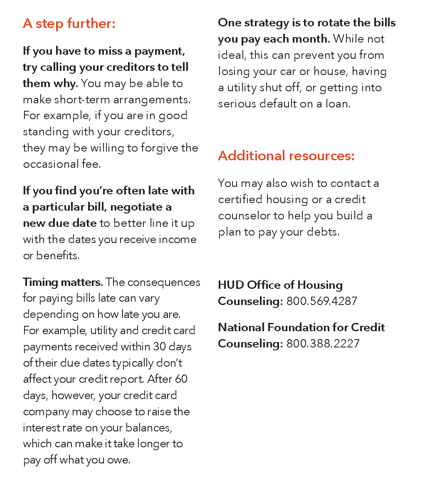 A step further:
If you have to miss a payment,
try calling your creditors to tell
them why. You may be able to
make short-term arrangements.
For example, if you are in good
standing with your creditors,
they may be willing to forgive the
occasional fee.
If you find you're often late with
a particular bill, negotiate a
new due date to better line it up
with the dates you receive income
or benefits.
Timing matters. The consequences
for paying bills late can vary
depending on how late you are.
For example, utility and credit card
payments received within 30 days
of their due dates typically don't
affect your credit report. After 60
days, however, your credit card
company may choose to raise the
interest rate on your balances,
which can make it take longer to
pay off what you owe.
One strategy is to rotate the bills
you pay each month. While not
ideal, this can prevent you from
losing your car or house, having
a utility shut off, or getting into
serious default on a loan.
Additional resources:
You may also wish to contact a
certified housing or a credit
counselor to help you build a
plan to pay your debts.
HUD Office of Housing
Counseling: 800.569.4287
National Foundation for Credit
Counseling: 800.388.2227